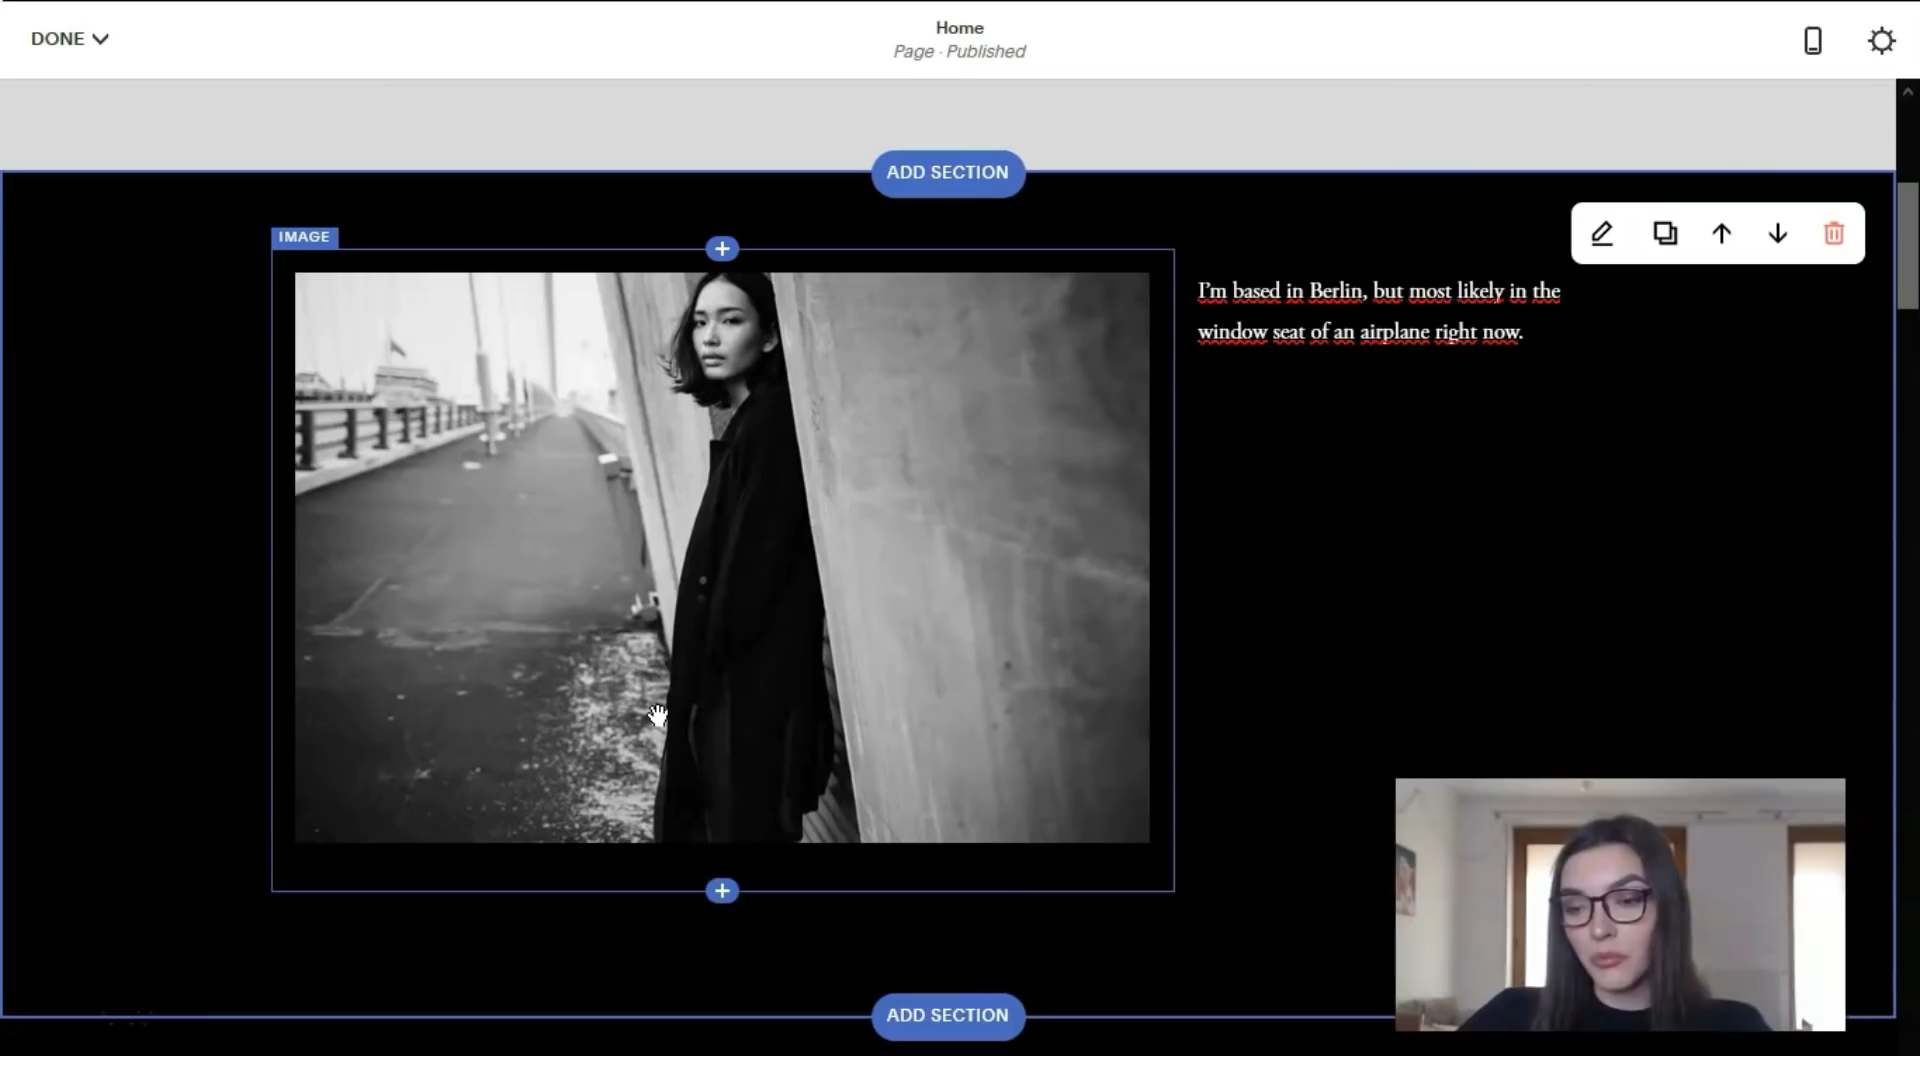 DONE
Home
Page · Published
ADD SECTION
IMAGE
I'm based in Berlin, but most likely in the
window seat of an airplane right now.
ADD SECTION